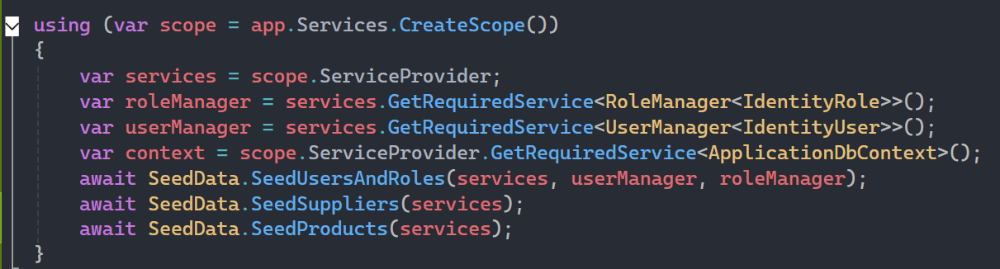 using (var scope = app.Services.CreateScope())
{
    var services = scope.ServiceProvider;
    var roleManager = services.GetRequiredService<RoleManager<IdentityRole>>();
    var userManager = services.GetRequiredService<UserManager<IdentityUser>>();
    var context = scope.ServiceProvider.GetRequiredService<ApplicationDbContext>();
    await SeedData.SeedUsersAndRoles(services, userManager, roleManager);
    await SeedData.SeedSuppliers(services);
    await SeedData.SeedProducts(services);
}